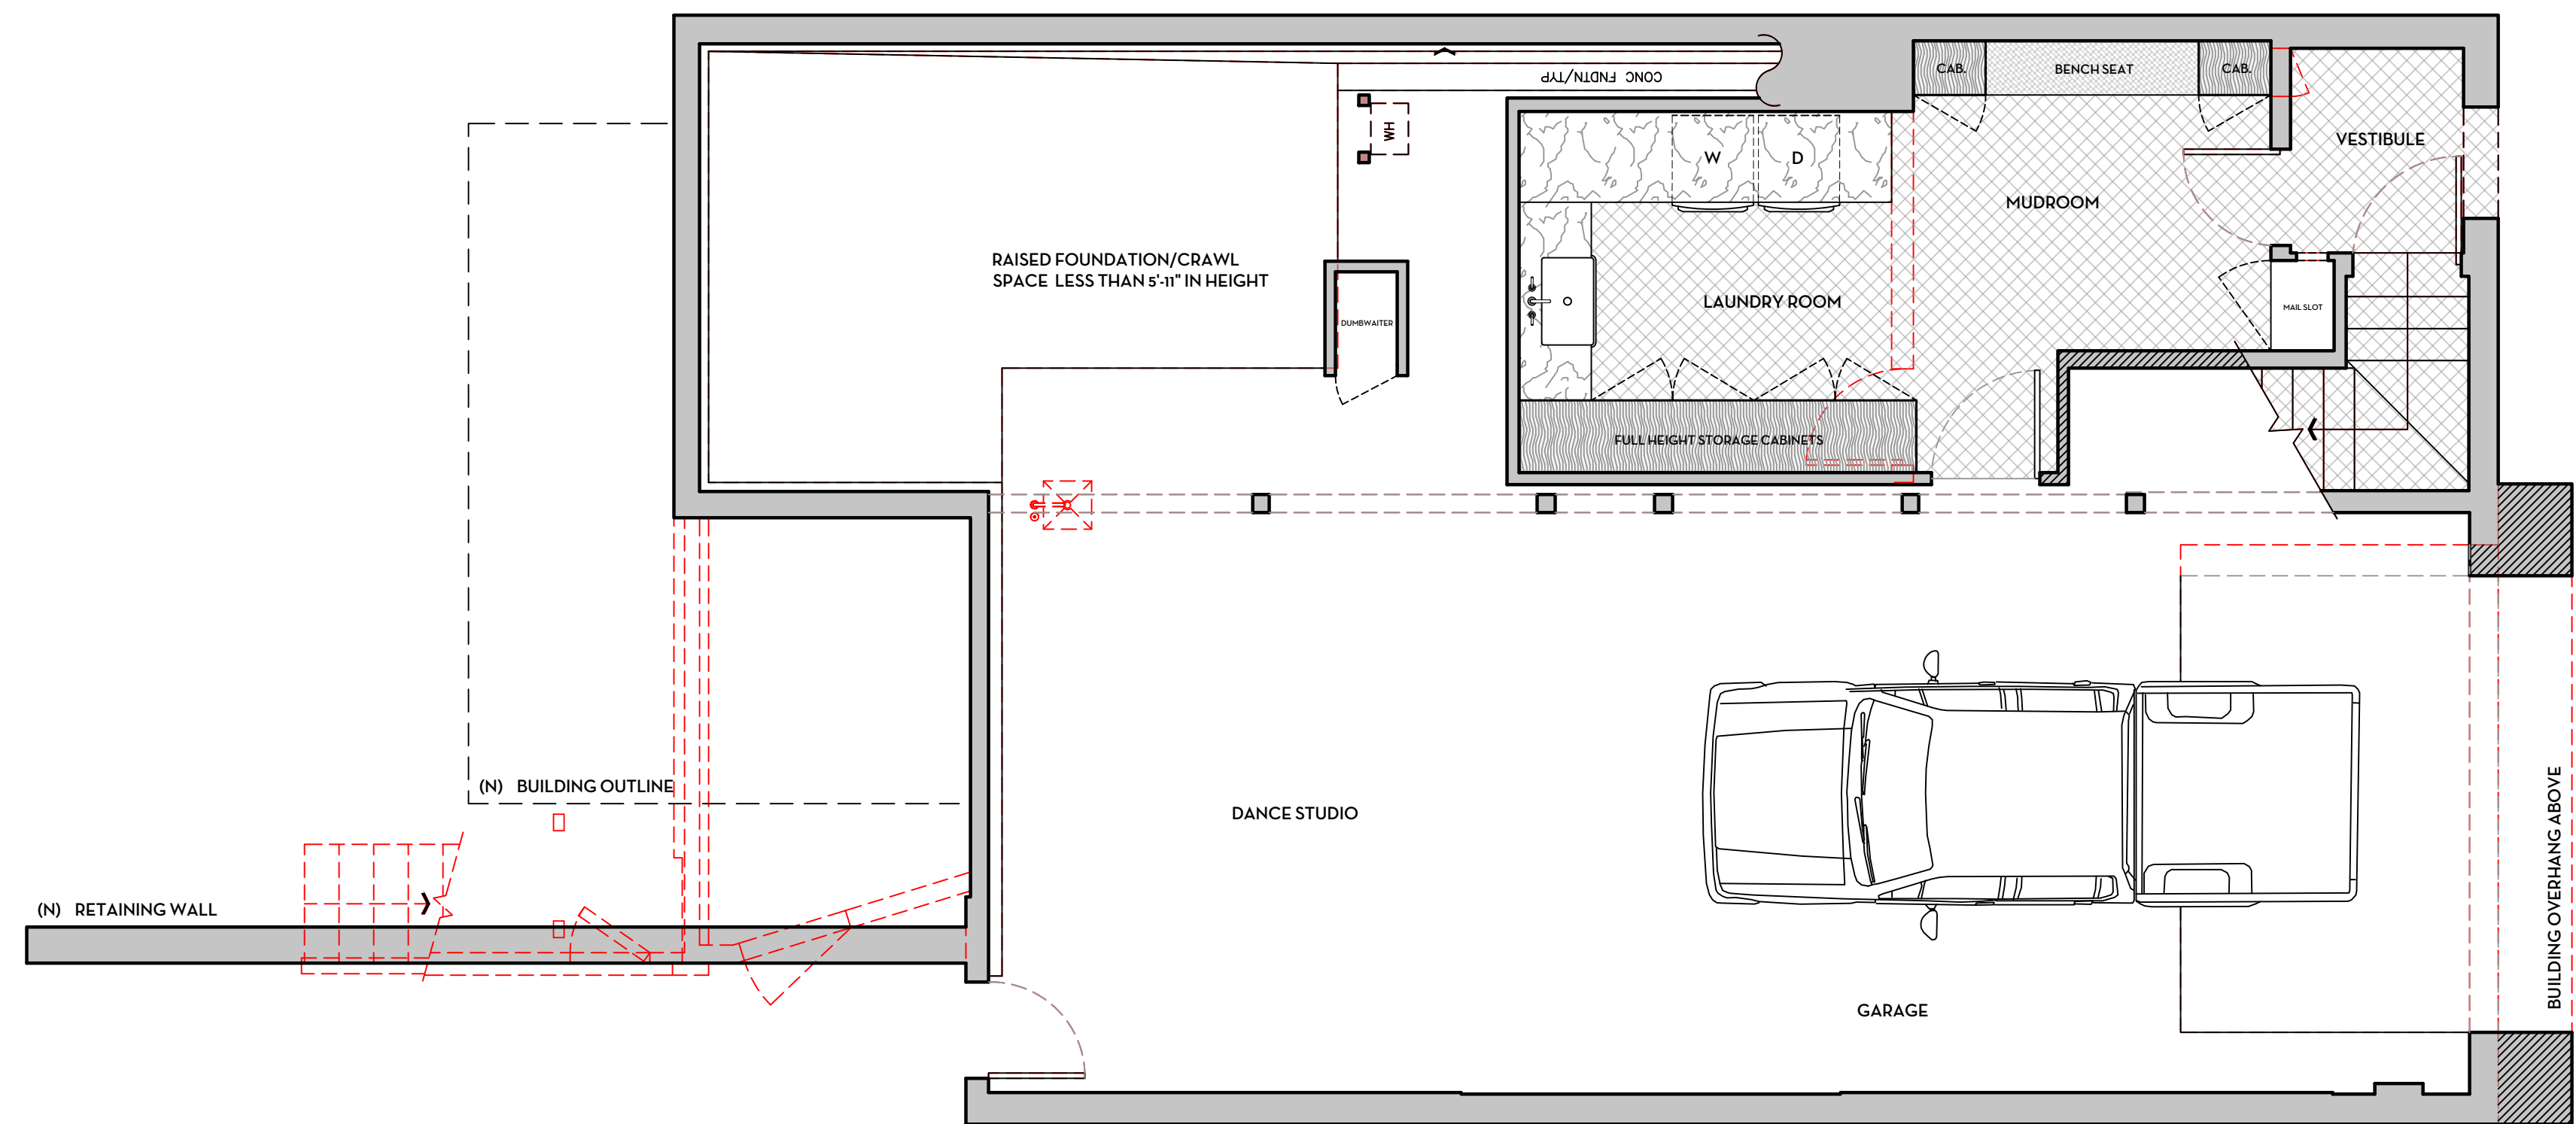 CONC FNDTN/TYP
CAB.
BENCH SEAT
CAB.
WH
W
D
VESTIBULE
MUDROOM
RAISED FOUNDATION/CRAWL
SPACE LESS THAN 5'-11" IN HEIGHT
LAUNDRY ROOM
MAIL SLOT
DUMBWAITER
FULL HEIGHT STORAGE CABINETS
(N) BUILDING OUTLINE
DANCE STUDIO
(N) RETAINING WALL
GARAGE
BUILDING OVERHANG ABOVE